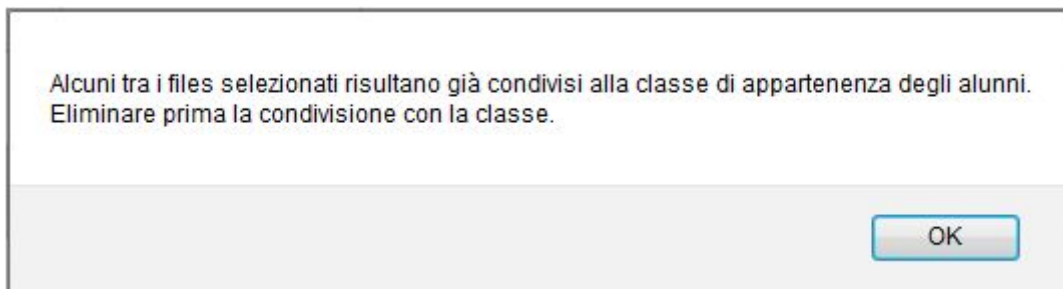 Alcuni tra i files selezionati risultano già condivisi alla classe di appartenenza degli alunni.
Eliminare prima la condivisione con la classe.
OK